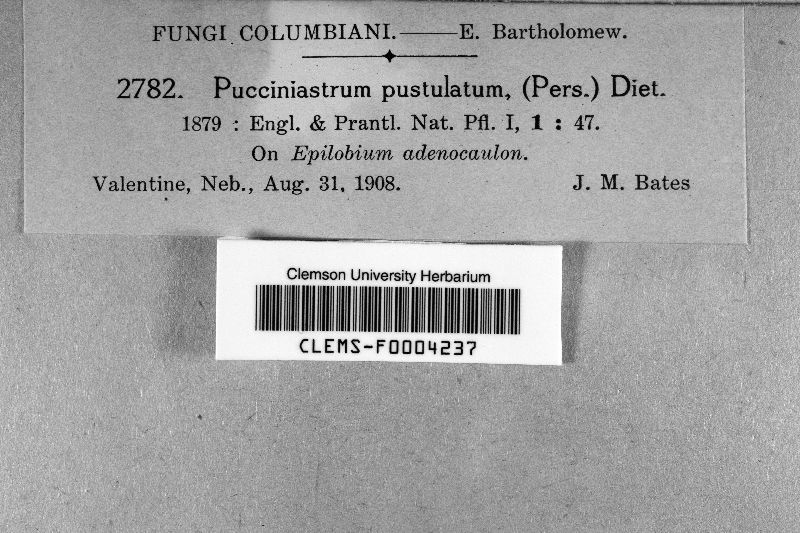 FUNGI COLUMBIANI.——E. Bartholomew.
2782. Pucciniastrum pustulatum, (Pers.) Diet.
1879 : Engl. & Prantl. Nat. Pfl. I, 1 : 47.
On Epilobium adenocaulon.
Valentine, Neb., Aug. 31, 1908. J. M. Bates
Clemson University Herbarium
CLEMS-F0004237